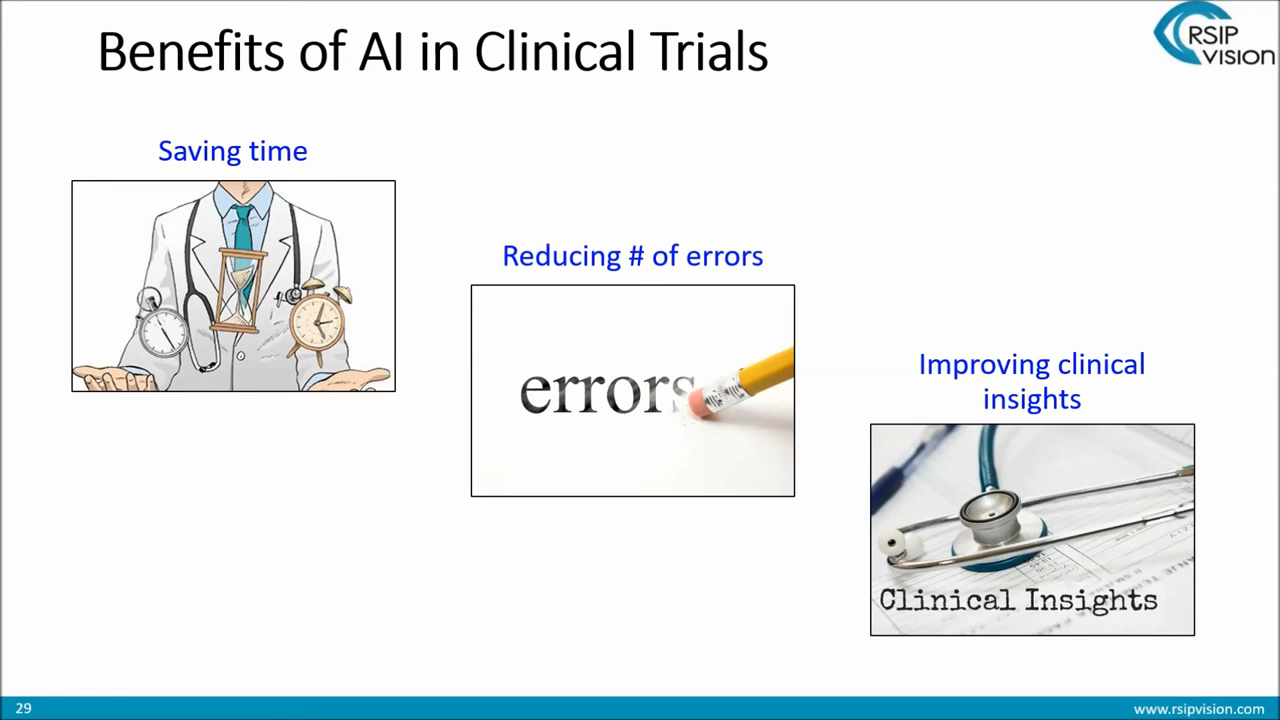 Benefits of AI in Clinical Trials
RSIP
vision
Saving time
Reducing # of errors
errors
Improving clinical
insights
Clinical Insights
29
www.rsipvision.com